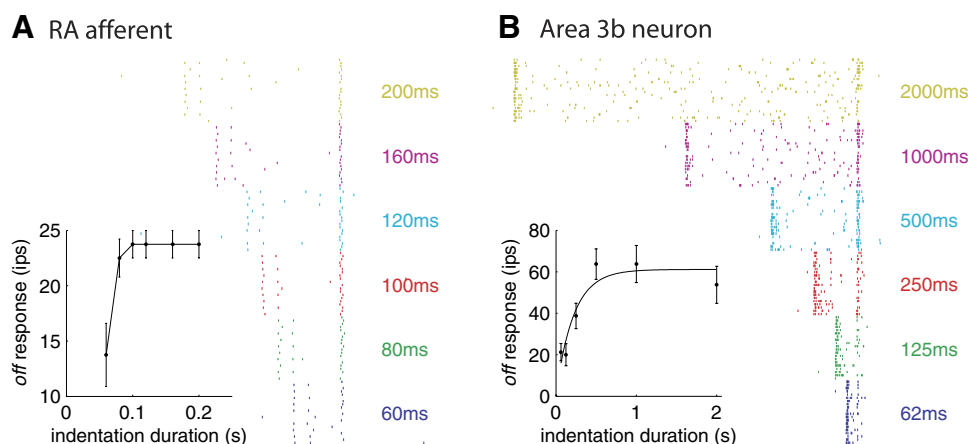 A RA afferent
200ms
160ms
120ms
100ms
80ms
60ms
off response (ips)
25
20
15
10
0
0.1
0.2
indentation duration (s)
B Area 3b neuron
2000ms
1000ms
500ms
250ms
125ms
62ms
off response (ips)
80
60
40
20
0
0
1
2
indentation duration (s)